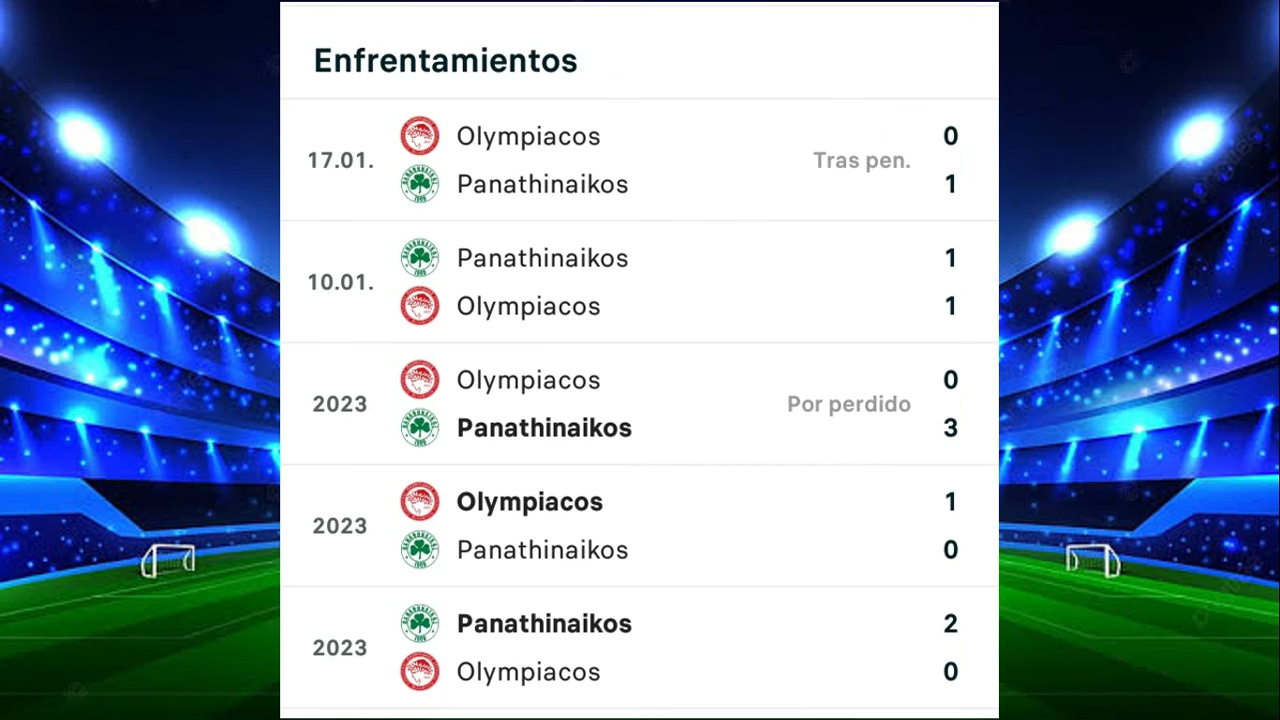 Enfrentamientos
17.01.
Olympiacos 0
Tras pen.
Panathinaikos 1
10.01.
Panathinaikos 1
Olympiacos 1
2023
Olympiacos 0
Por perdido
Panathinaikos 3
2023
Olympiacos 1
Panathinaikos 0
2023
Panathinaikos 2
Olympiacos 0